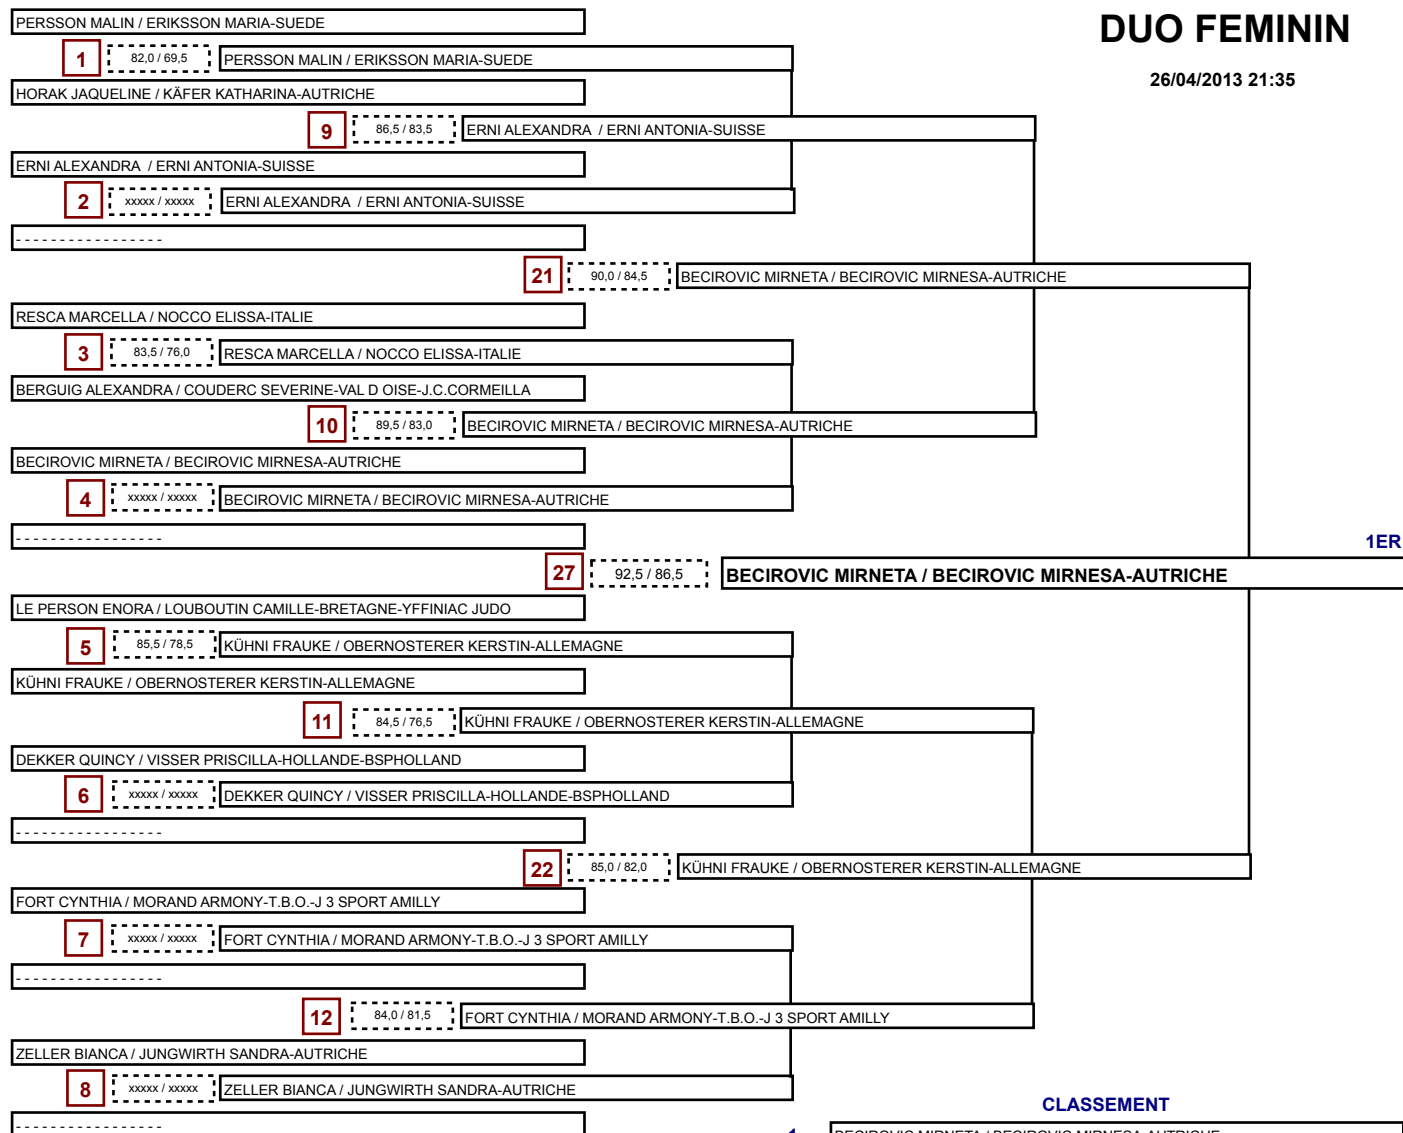 DUO FEMININ
26/04/2013 21:35
PERSSON MALIN / ERIKSSON MARIA-SUEDE
1 82,0 / 69,5 PERSSON MALIN / ERIKSSON MARIA-SUEDE
HORAK JAQUELINE / KÄFER KATHARINA-AUTRICHE
9 86,5 / 83,5 ERNI ALEXANDRA / ERNI ANTONIA-SUISSE
ERNI ALEXANDRA / ERNI ANTONIA-SUISSE
2 xxxxx / xxxxx ERNI ALEXANDRA / ERNI ANTONIA-SUISSE
- - - - - - - - - - - - - - - - -
21 90,0 / 84,5 BECIROVIC MIRNETA / BECIROVIC MIRNESA-AUTRICHE
RESCA MARCELLA / NOCCO ELISSA-ITALIE
3 83,5 / 76,0 RESCA MARCELLA / NOCCO ELISSA-ITALIE
BERGUIG ALEXANDRA / COUDERC SEVERINE-VAL D OISE-J.C.CORMEILLA
10 89,5 / 83,0 BECIROVIC MIRNETA / BECIROVIC MIRNESA-AUTRICHE
BECIROVIC MIRNETA / BECIROVIC MIRNESA-AUTRICHE
4 xxxxx / xxxxx BECIROVIC MIRNETA / BECIROVIC MIRNESA-AUTRICHE
- - - - - - - - - - - - - - - - -
1ER
27 92,5 / 86,5 BECIROVIC MIRNETA / BECIROVIC MIRNESA-AUTRICHE
LE PERSON ENORA / LOUBOUTIN CAMILLE-BRETAGNE-YFFINIAC JUDO
5 85,5 / 78,5 KÜHNI FRAUKE / OBERNOSTERER KERSTIN-ALLEMAGNE
KÜHNI FRAUKE / OBERNOSTERER KERSTIN-ALLEMAGNE
11 84,5 / 76,5 KÜHNI FRAUKE / OBERNOSTERER KERSTIN-ALLEMAGNE
DEKKER QUINCY / VISSER PRISCILLA-HOLLANDE-BSPHOLLAND
6 xxxxx / xxxxx DEKKER QUINCY / VISSER PRISCILLA-HOLLANDE-BSPHOLLAND
- - - - - - - - - - - - - - - - -
22 85,0 / 82,0 KÜHNI FRAUKE / OBERNOSTERER KERSTIN-ALLEMAGNE
FORT CYNTHIA / MORAND ARMONY-T.B.O.-J 3 SPORT AMILLY
7 xxxxx / xxxxx FORT CYNTHIA / MORAND ARMONY-T.B.O.-J 3 SPORT AMILLY
- - - - - - - - - - - - - - - - -
12 84,0 / 81,5 FORT CYNTHIA / MORAND ARMONY-T.B.O.-J 3 SPORT AMILLY
ZELLER BIANCA / JUNGWIRTH SANDRA-AUTRICHE
8 xxxxx / xxxxx ZELLER BIANCA / JUNGWIRTH SANDRA-AUTRICHE
CLASSEMENT
- - - - - - - - - - - - - - - - -
1 BECIROVIC MIRNETA / BECIROVIC MIRNESA-AUTRICHE